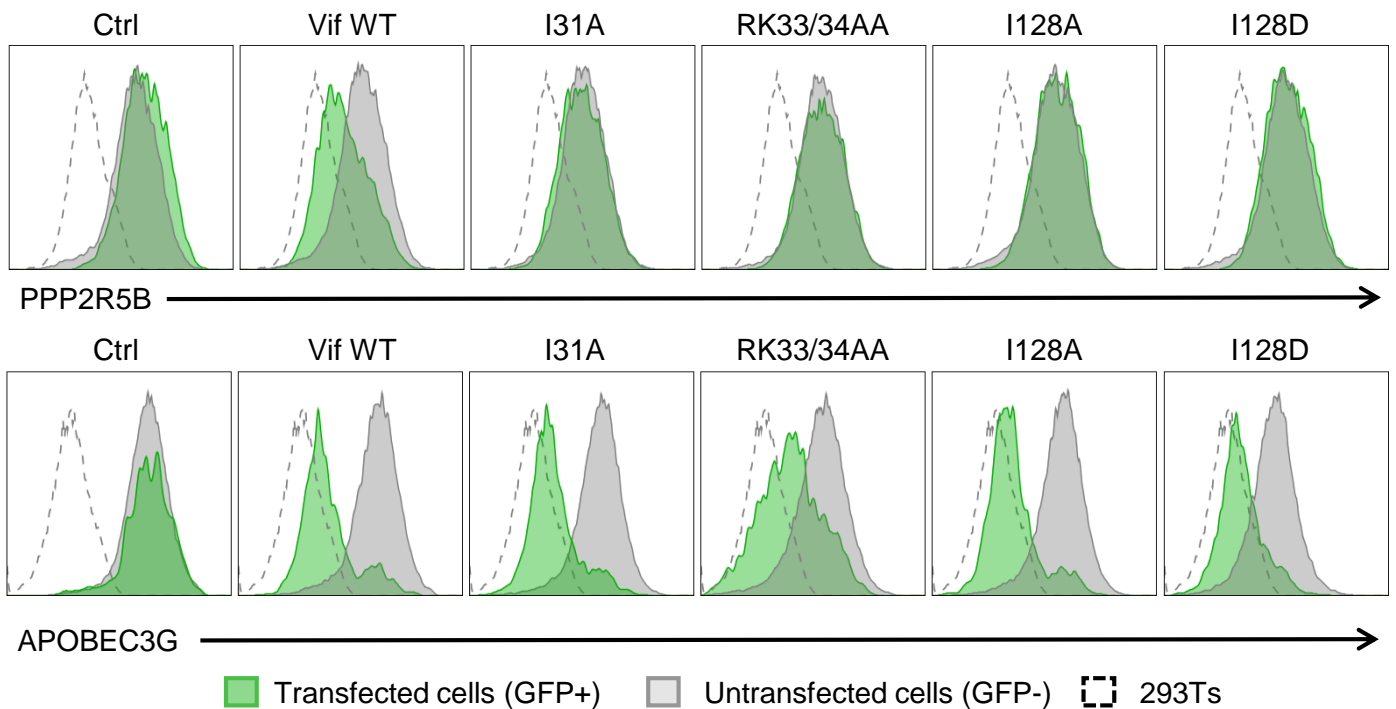 Ctrl Vif WT I31A RK33/34AA I128A I128D
PPP2R5B
Ctrl Vif WT I31A RK33/34AA I128A I128D
APOBEC3G
Transfected cells (GFP+) Untransfected cells (GFP-) 293Ts